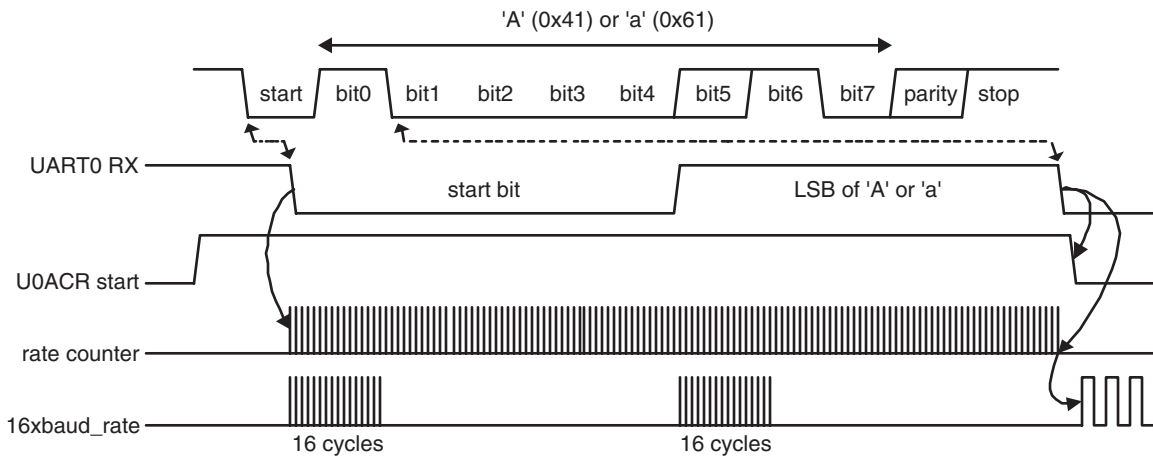 'A' (0x41) or 'a' (0x61)
start bit0 bit1 bit2 bit3 bit4 bit5 bit6 bit7 parity stop
UART0 RX
start bit
LSB of 'A' or 'a'
U0ACR start
rate counter
16xbaud_rate
16 cycles
16 cycles